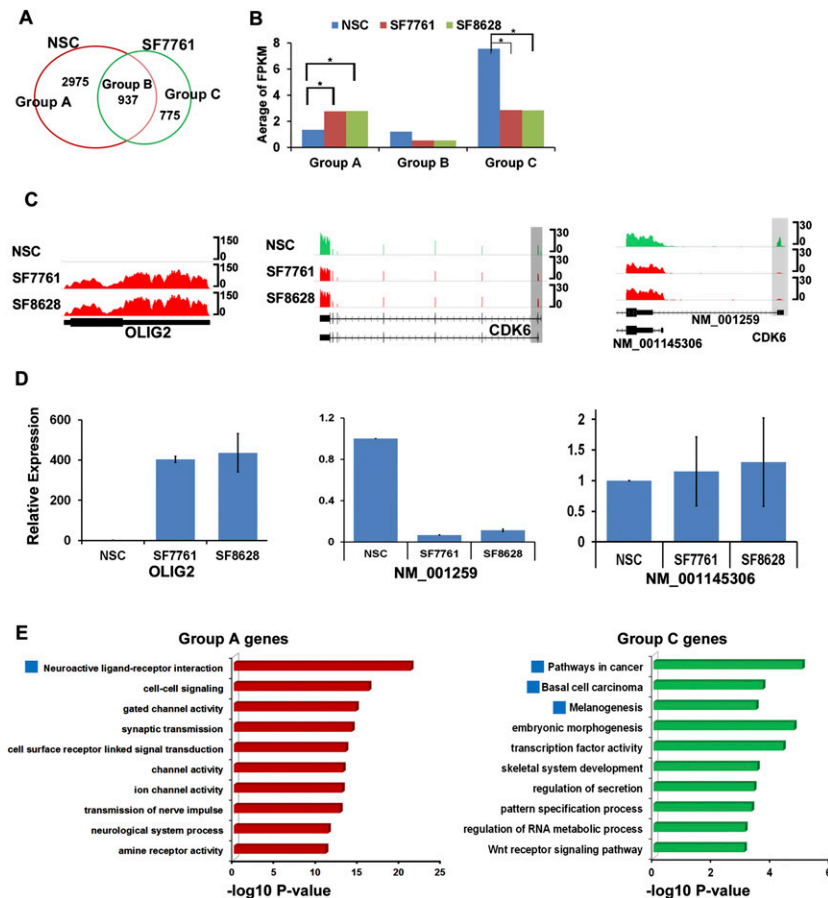 A
NSC
SF7761
2975
Group B
937
Group A
Group C
775
B
NSC SF7761 SF8628
Aerage of FPKM
8
6
4
2
0
*
*
*
*
Group A Group B Group C
C
NSC
SF7761
SF8628
150
0
150
0
150
0
OLIG2
NSC
SF7761
SF8628
30
0
30
0
30
0
CDK6
30
0
30
0
30
0
NM_001259
NM_001145306
CDK6
D
Relative Expression
600
400
200
0
NSC SF7761 SF8628
OLIG2
1.2
0.8
0.4
0
NSC SF7761 SF8628
NM_001259
2
1.5
1
0.5
0
NSC SF7761 SF8628
NM_001145306
E
Group A genes
Neuroactive ligand-receptor interaction
cell-cell signaling
gated channel activity
synaptic transmission
cell surface receptor linked signal transduction
channel activity
ion channel activity
transmission of nerve impulse
neurological system process
amine receptor activity
0 5 10 15 20 25
-log10 P-value
Group C genes
Pathways in cancer
Basal cell carcinoma
Melanogenesis
embryonic morphogenesis
transcription factor activity
skeletal system development
regulation of secretion
pattern specification process
regulation of RNA metabolic process
Wnt receptor signaling pathway
0 2 4 6
-log10 P-value